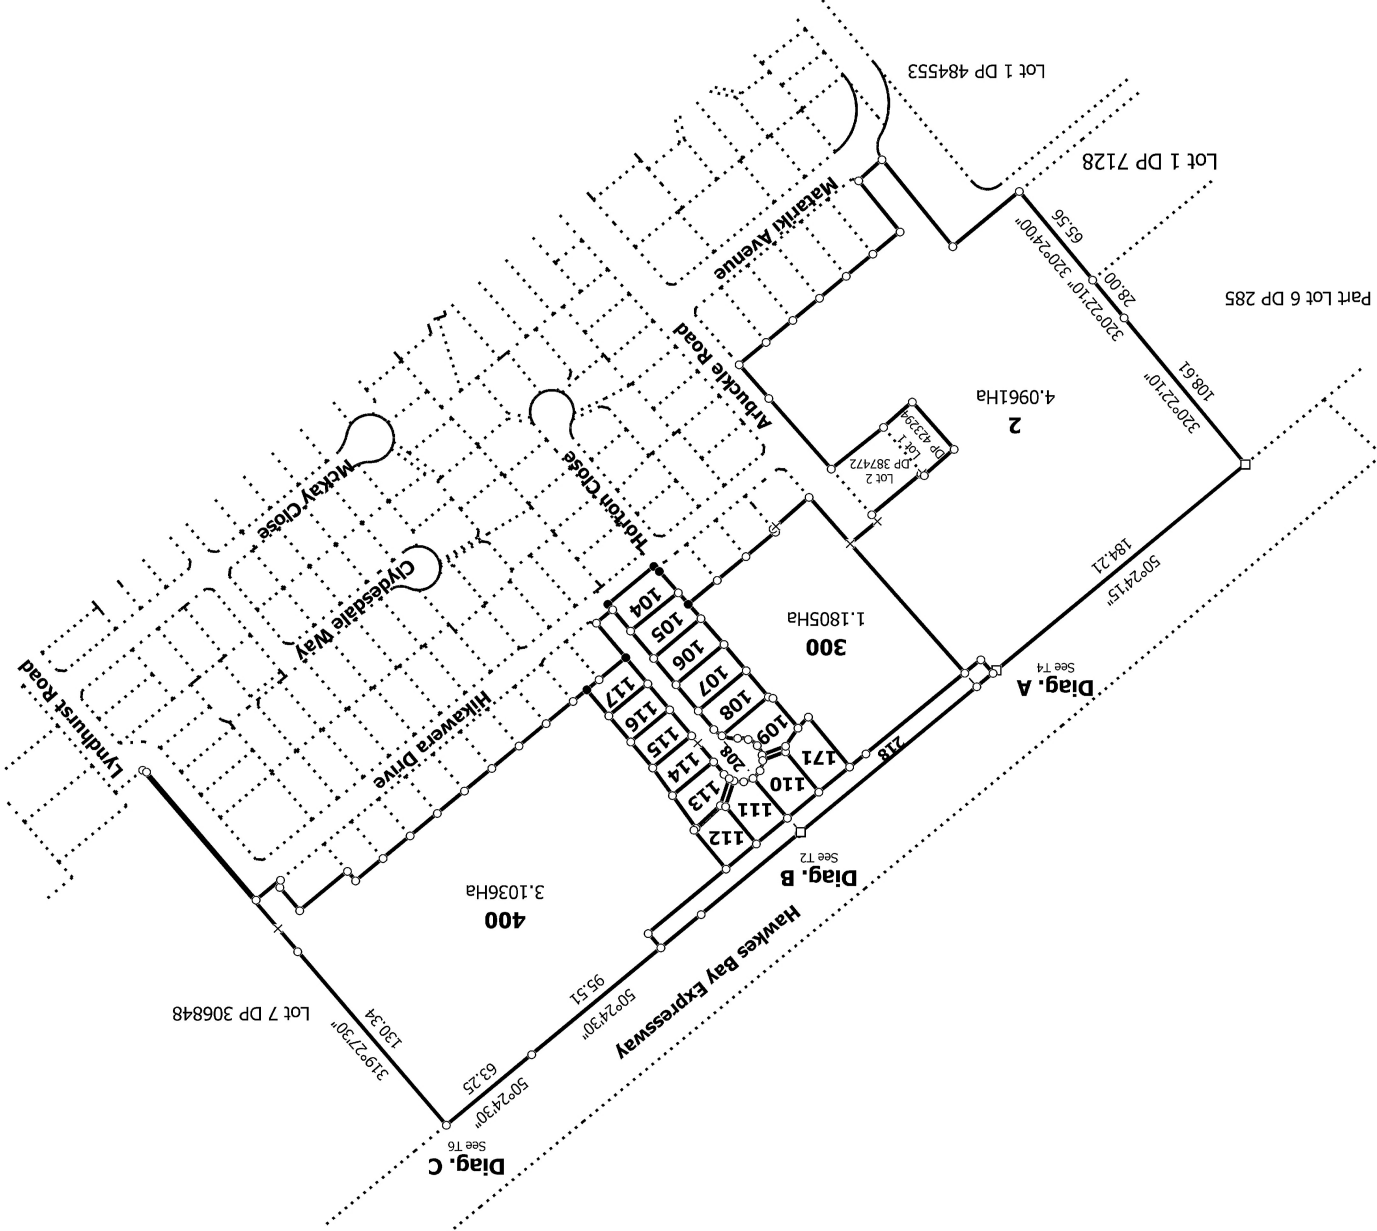 Diag. C
See T6
50°24'30"
63.25
319°27'30"
130.34
Lot 7 DP 306848
Hawkes Bay Expressway
50°24'30"
95.51
400
3.1036Ha
Diag. B
See T2
112
111
110
171
113
114
115
116
117
208
109
108
107
106
105
104
218
Diag. A
See T4
300
1.1805Ha
Hikawera Drive
Lyndhurst Road
Clydesdale Way
McKay Close
Horton Close
50°24'15"
184.21
Lot 2
DP 387472
Lot 1
DP 423294
2
4.0961Ha
Arbuckle Road
Matariki Avenue
320°22'10"
108.61
320°22'10"
28.00
320°24'00"
65.56
Part Lot 6 DP 285
Lot 1 DP 7128
Lot 1 DP 484553